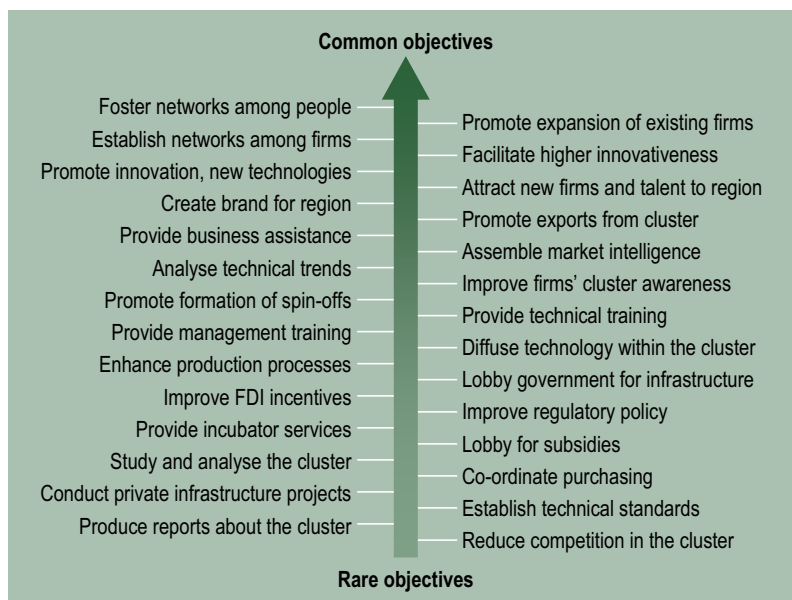 Common objectives
Foster networks among people
Promote expansion of existing firms
Establish networks among firms
Facilitate higher innovativeness
Promote innovation, new technologies
Attract new firms and talent to region
Create brand for region
Promote exports from cluster
Provide business assistance
Assemble market intelligence
Analyse technical trends
Improve firms' cluster awareness
Promote formation of spin-offs
Provide technical training
Provide management training
Diffuse technology within the cluster
Enhance production processes
Lobby government for infrastructure
Improve FDI incentives
Improve regulatory policy
Provide incubator services
Lobby for subsidies
Study and analyse the cluster
Co-ordinate purchasing
Conduct private infrastructure projects
Establish technical standards
Produce reports about the cluster
Reduce competition in the cluster
Rare objectives